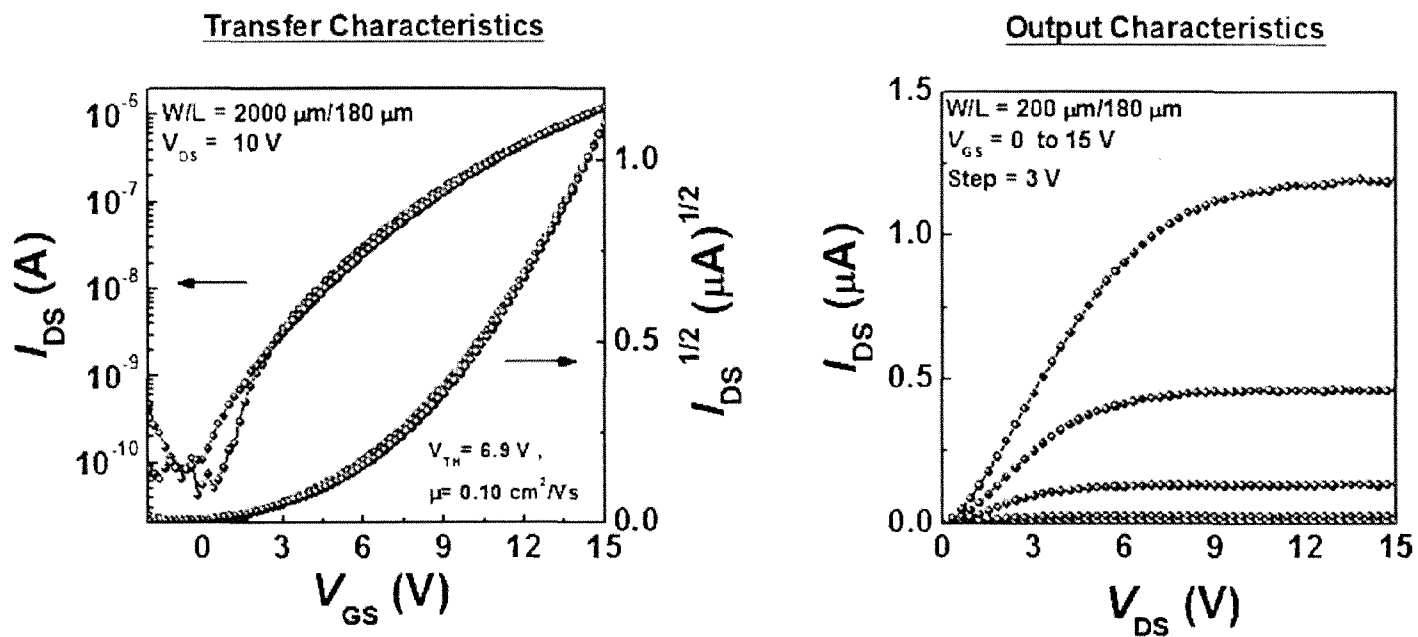 Transfer Characteristics
10⁻⁶
10⁻⁷
10⁻⁸
10⁻⁹
10⁻¹⁰
I_DS (A)
W/L = 2000 μm/180 μm
V_DS = 10 V
V_TH = 6.9 V ,
μ= 0.10 cm²/Vs
1.0
0.5
0.0
I_DS^1/2 (μA)^1/2
0 3 6 9 12 15
V_GS (V)
Output Characteristics
1.5
1.0
0.5
0.0
I_DS (μA)
W/L = 200 μm/180 μm
V_GS = 0 to 15 V
Step = 3 V
0 3 6 9 12 15
V_DS (V)